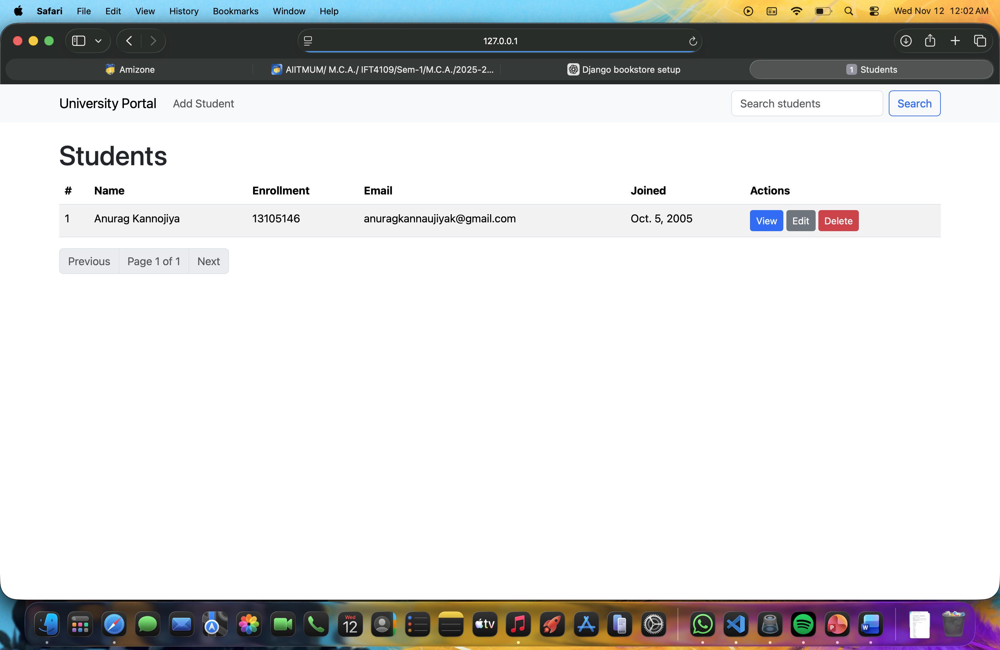 Safari File Edit View History Bookmarks Window Help Wed Nov 12 12:02 AM
127.0.0.1
Amizone AIITMUM/ M.C.A./ IFT4109/Sem-1/M.C.A./2025-2... Django bookstore setup 1 Students
University Portal Add Student Search students Search
Students
# Name Enrollment Email Joined Actions
1 Anurag Kannojiya 13105146 anuragkannaujiyak@gmail.com Oct. 5, 2005 View Edit Delete
Previous Page 1 of 1 Next
Wed
12
tv
P
W